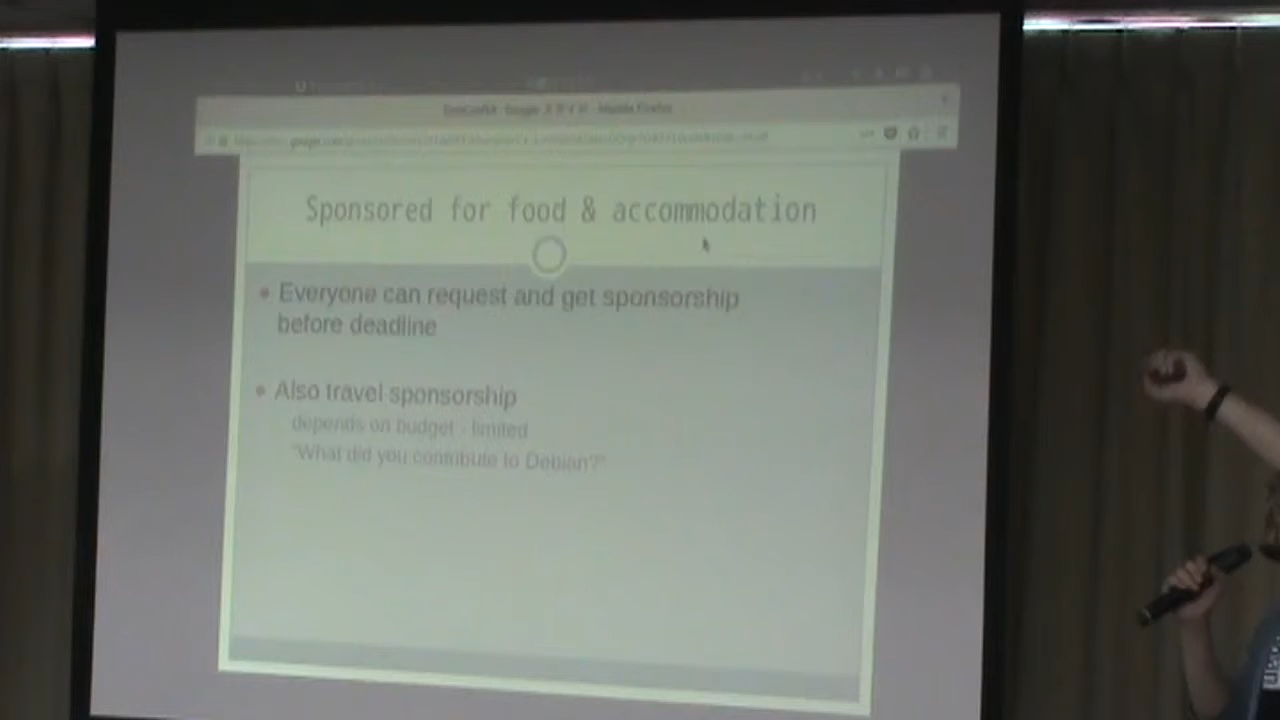 Sponsored for food & accommodation
• Everyone can request and get sponsorship
before deadline
• Also travel sponsorship
depends on budget - limited
"What did you contribute to Debian?"